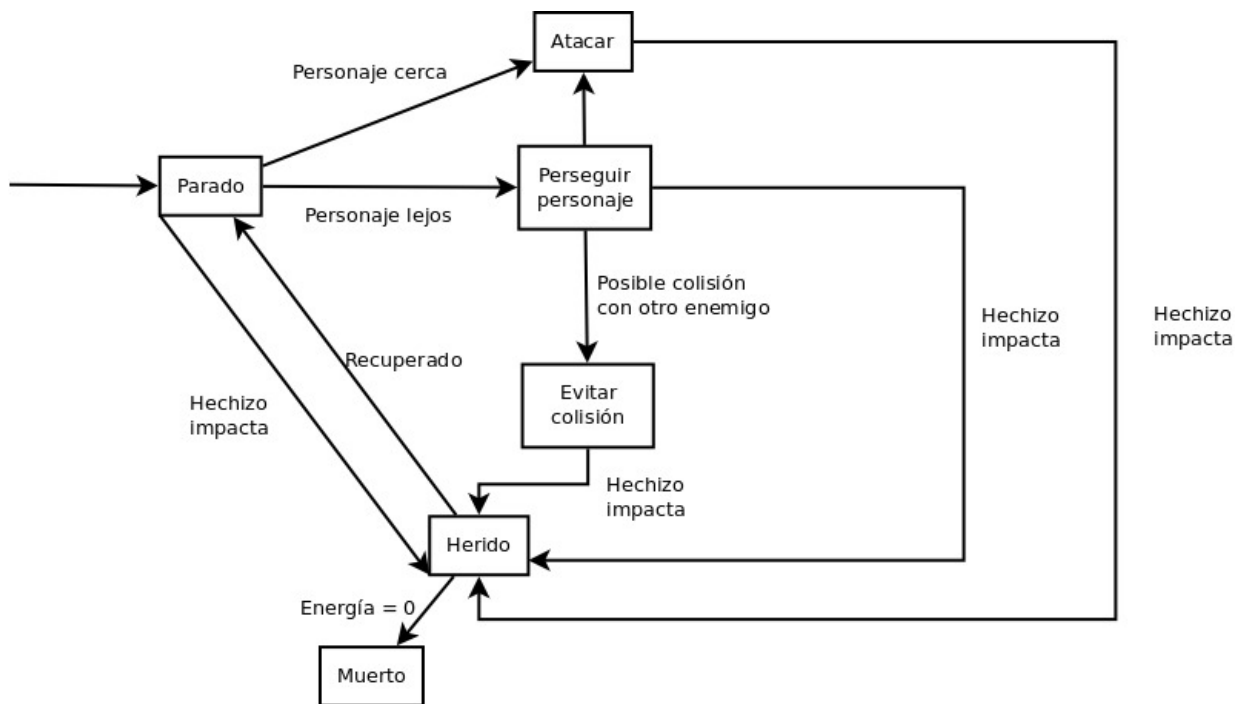 Atacar
Personaje cerca
Parado
Perseguir
personaje
Personaje lejos
Posible colisión
con otro enemigo
Hechizo
impacta
Hechizo
impacta
Recuperado
Evitar
colisión
Hechizo
impacta
Hechizo
impacta
Herido
Energía = 0
Muerto